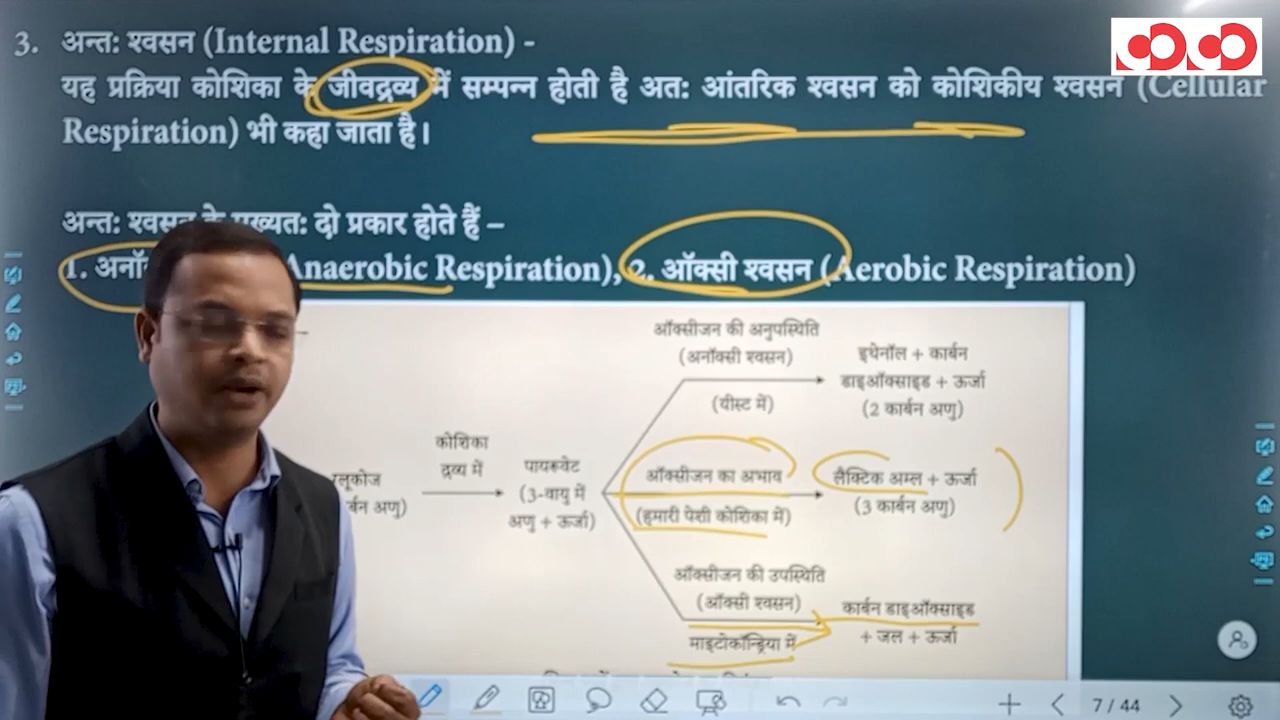 3. अन्त: श्वसन (Internal Respiration) -
यह प्रक्रिया कोशिका के जीवद्रव्य में सम्पन्न होती है अत: आंतरिक श्वसन को कोशिकीय श्वसन (Cellular
Respiration) भी कहा जाता है।
अन्त: श्वसन के मुख्यत: दो प्रकार होते हैं –
1. (Anaerobic Respiration), 2. ऑक्सी श्वसन (Aerobic Respiration)
ऑक्सीजन की अनुपस्थिति
(अनॉक्सी श्वसन)
(यीस्ट में)
इथेनॉल + कार्बन
डाइऑक्साइड + ऊर्जा
(2 कार्बन अणु)
कोशिका
द्रव्य में
पायरूवेट
(3-वायु में
अणु + ऊर्जा)
ऑक्सीजन का अभाव
(हमारी पेशी कोशिका में)
लैक्टिक अम्ल + ऊर्जा
(3 कार्बन अणु)
ऑक्सीजन की उपस्थिति
(ऑक्सी श्वसन)
माइटोकॉन्ड्रिया में
कार्बन डाइऑक्साइड
+ जल + ऊर्जा
7 / 44